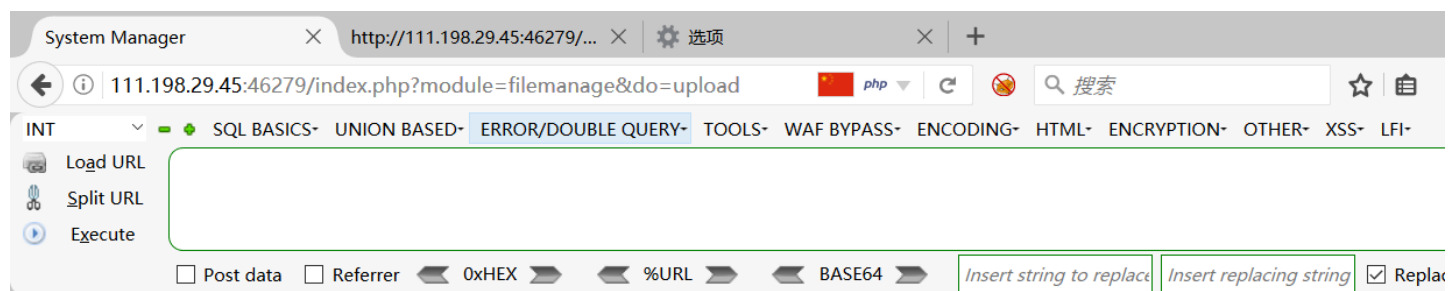 System Manager http://111.198.29.45:46279/... 选项
111.198.29.45:46279/index.php?module=filemanage&do=upload php 搜索
INT SQL BASICS UNION BASED ERROR/DOUBLE QUERY TOOLS WAF BYPASS ENCODING HTML ENCRYPTION OTHER XSS LFI
Load URL
Split URL
Execute
Post data Referrer 0xHEX %URL BASE64 Insert string to replace Insert replacing string Replac